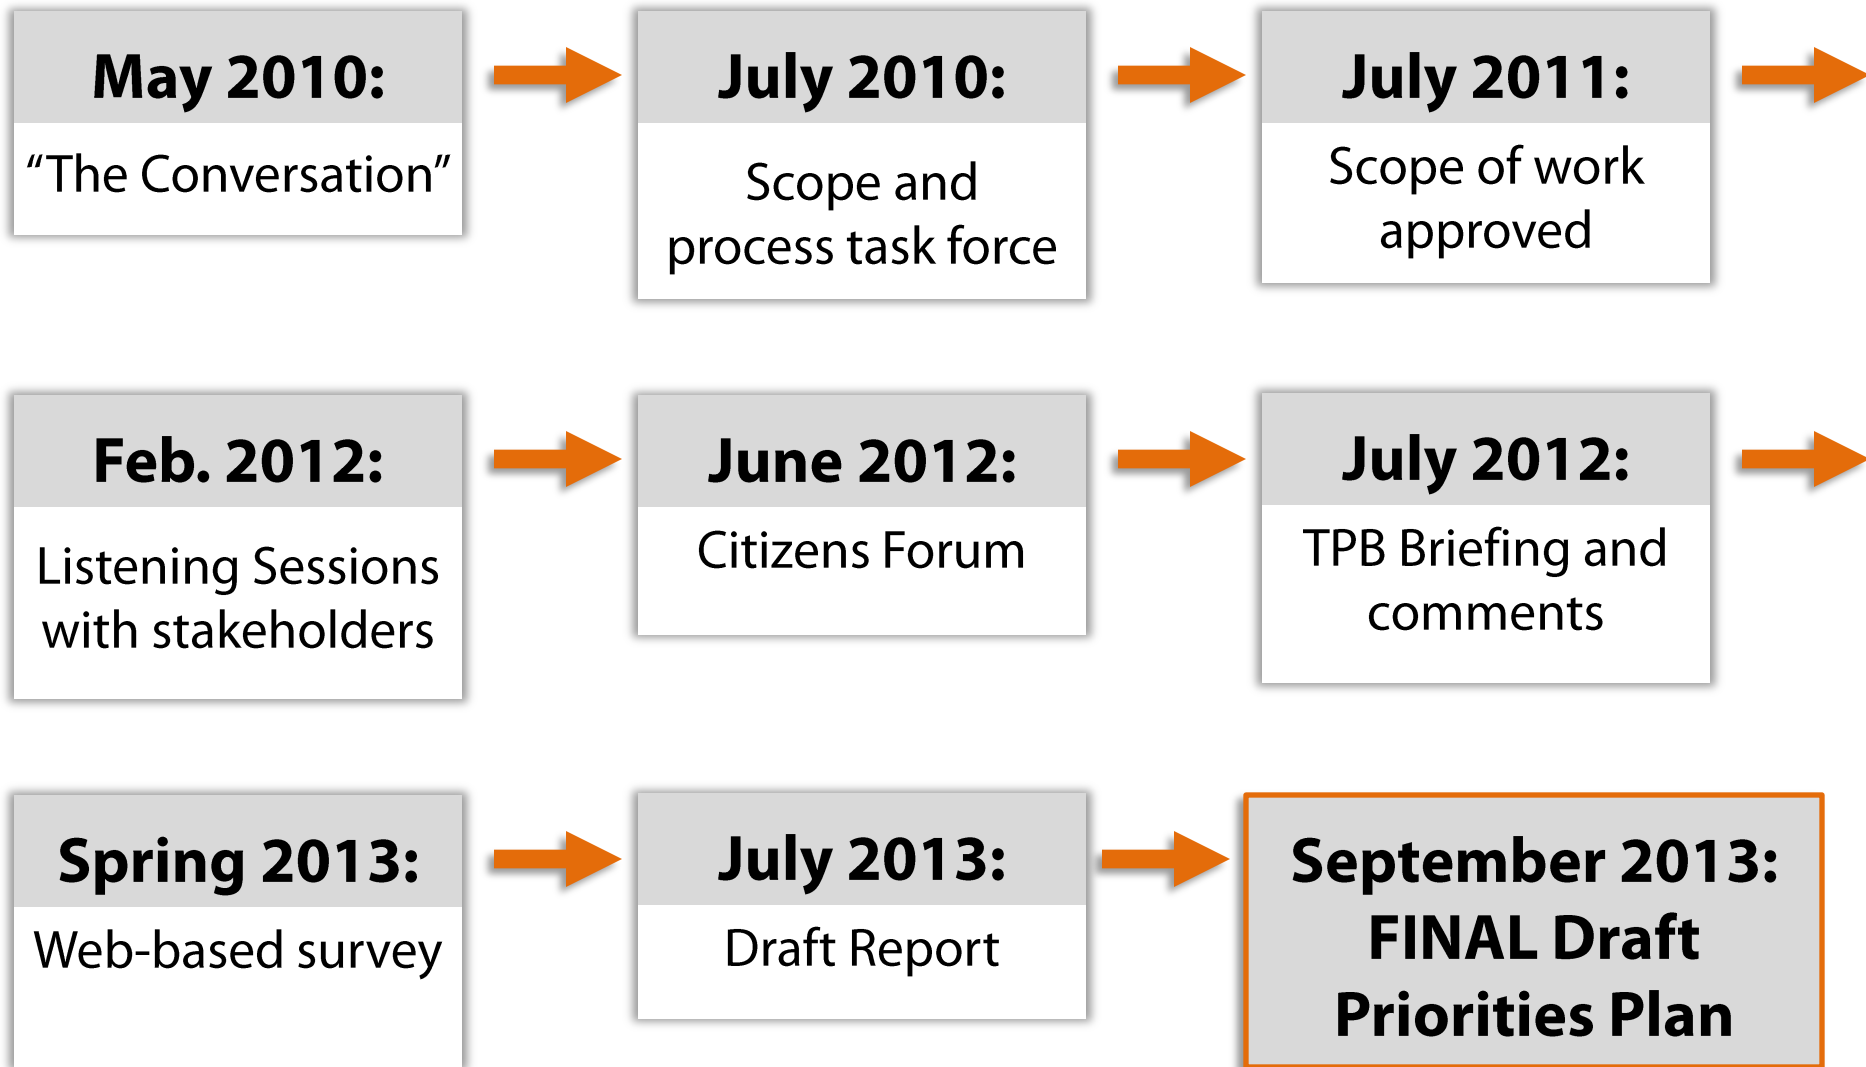 May 2010:
“The Conversation”
July 2010:
Scope and
process task force
July 2011:
Scope of work
approved
Feb. 2012:
Listening Sessions
with stakeholders
June 2012:
Citizens Forum
July 2012:
TPB Briefing and
comments
Spring 2013:
Web-based survey
July 2013:
Draft Report
September 2013:
FINAL Draft
Priorities Plan